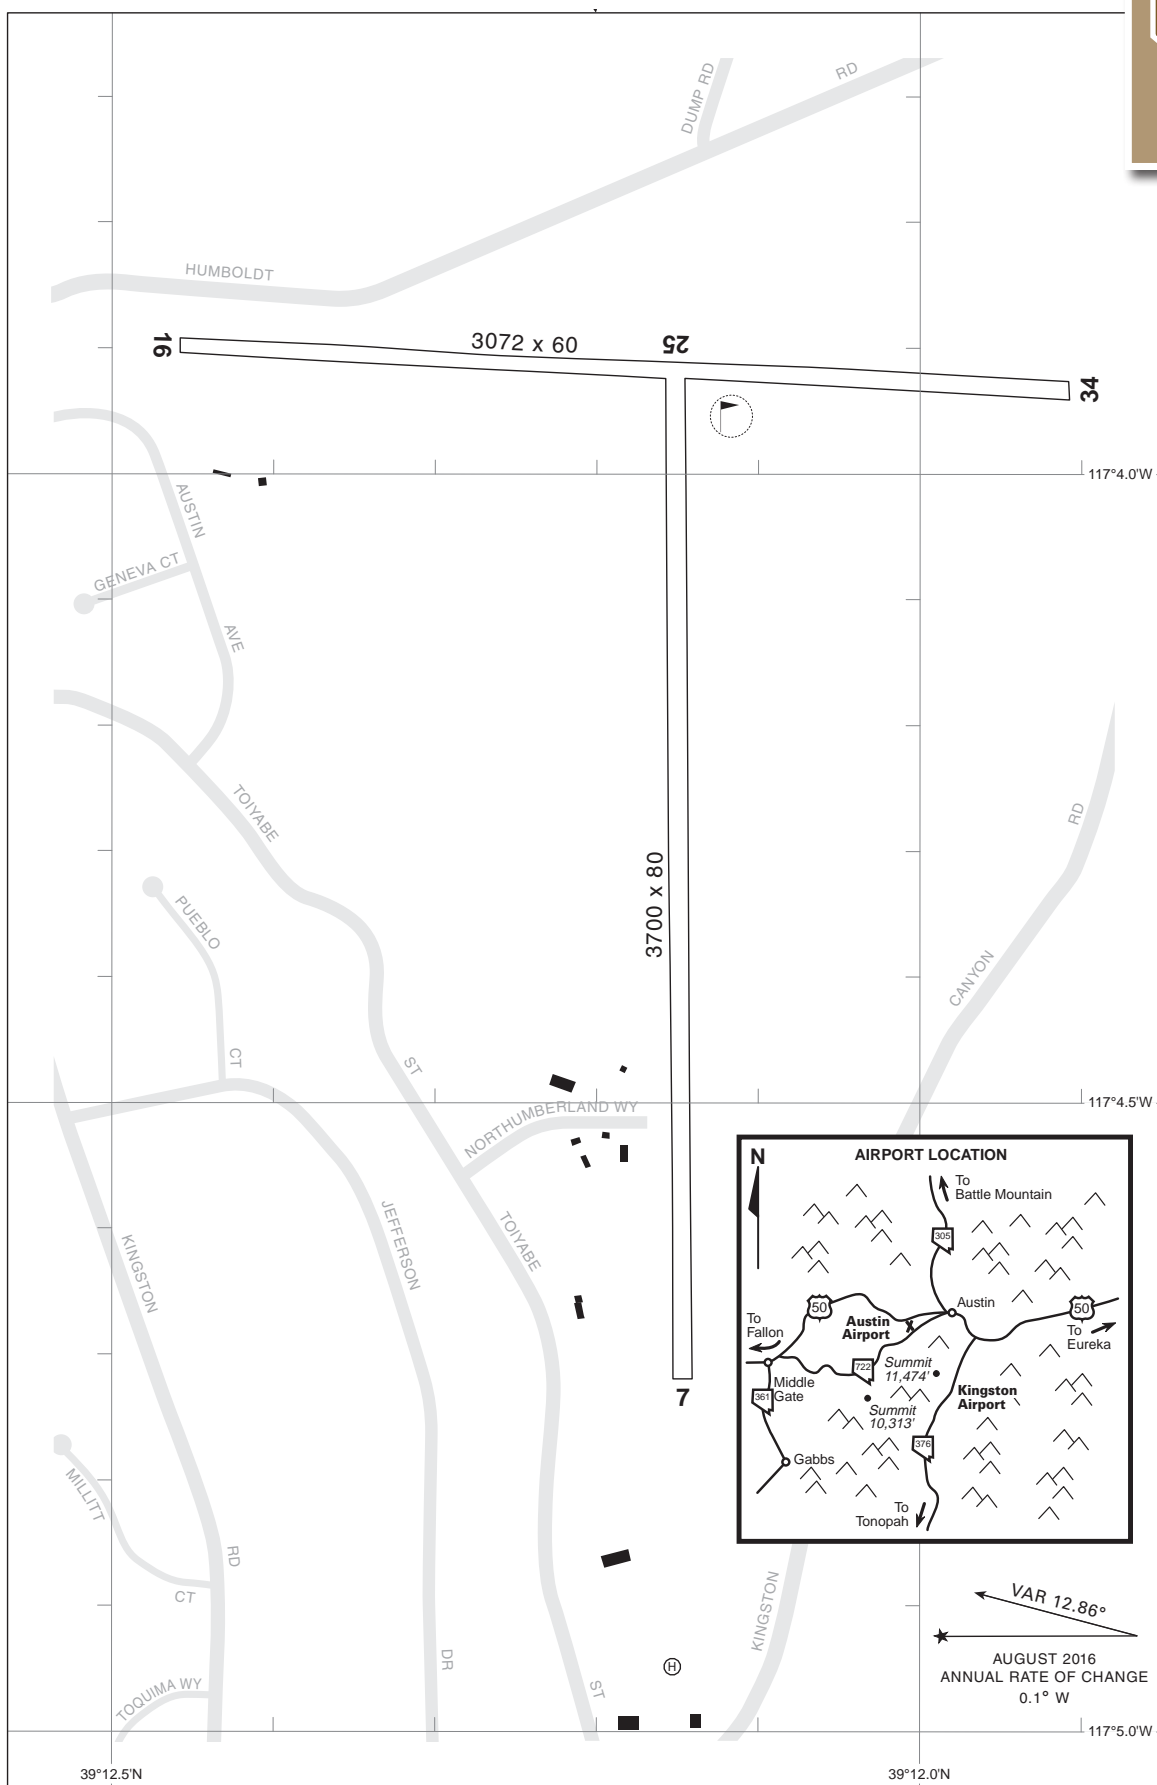 DUMP RD
RD
HUMBOLDT
16
3072 x 60
25
34
117°4.0'W
AUSTIN
GENEVA CT
AVE
TOIYABE
RD
3700 x 80
PUEBLO
CANYON
CT
ST
117°4.5'W
NORTHUMBERLAND WY
JEFFERSON
TOIYABE
KINGSTON
7
AIRPORT LOCATION
N
To
Battle Mountain
305
50
Austin
50
To
Fallon
Austin
Airport
X
To
Eureka
722
Summit
11,474'
Middle
Gate
361
Kingston
Airport
Summit
10,313'
376
Gabbs
To
Tonopah
MILLITT
RD
CT
KINGSTON
VAR 12.86°
AUGUST 2016
ANNUAL RATE OF CHANGE
0.1° W
DR
H
TOQUIMA WY
ST
117°5.0'W
39°12.5'N
39°12.0'N